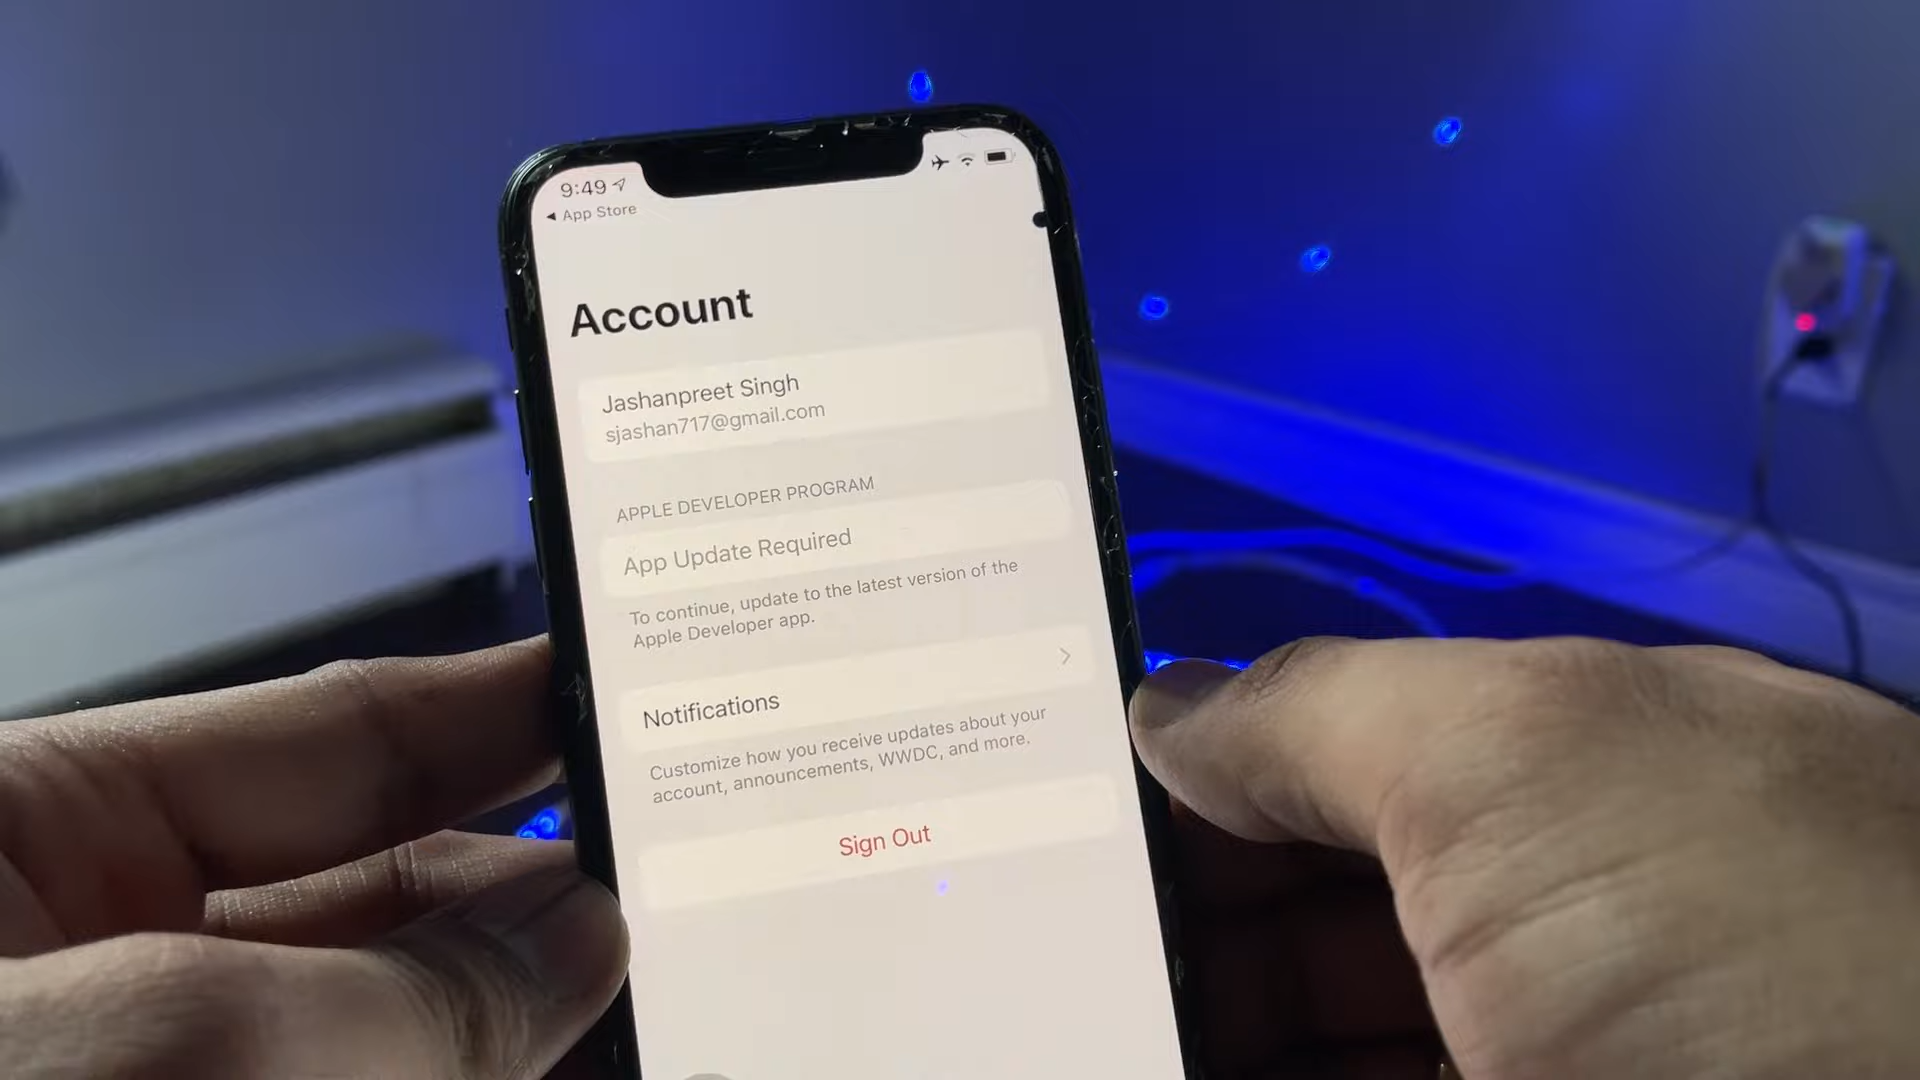 9:49
◀ App Store
Account
Jashanpreet Singh
sjashan717@gmail.com
APPLE DEVELOPER PROGRAM
App Update Required
To continue, update to the latest version of the
Apple Developer app.
Notifications
Customize how you receive updates about your
account, announcements, WWDC, and more.
Sign Out